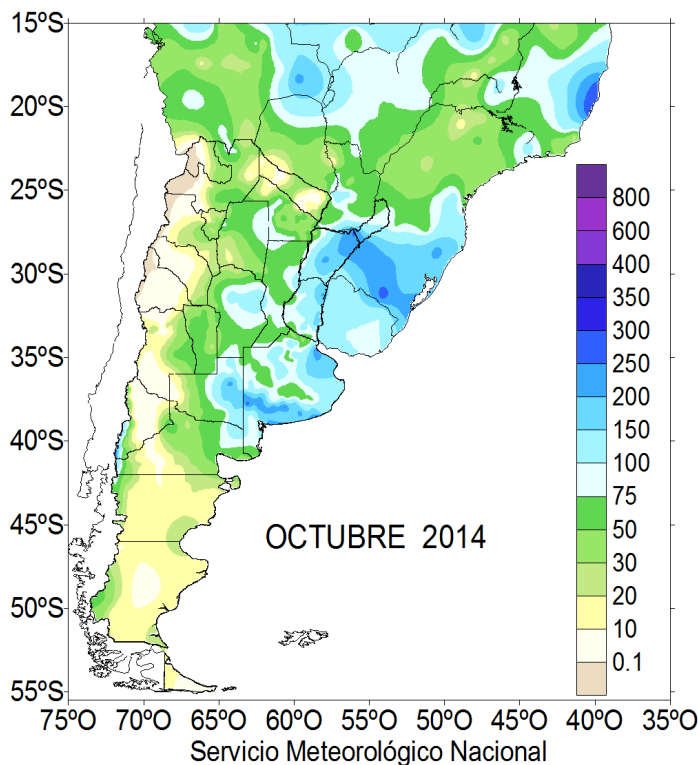 15ºS
20ºS
25ºS
30ºS
35ºS
40ºS
45ºS
50ºS
55ºS
800
600
400
350
300
250
200
150
100
75
50
30
20
10
0.1
OCTUBRE 2014
75ºO 70ºO 65ºO 60ºO 55ºO 50ºO 45ºO 40ºO 35ºO
Servicio Meteorológico Nacional